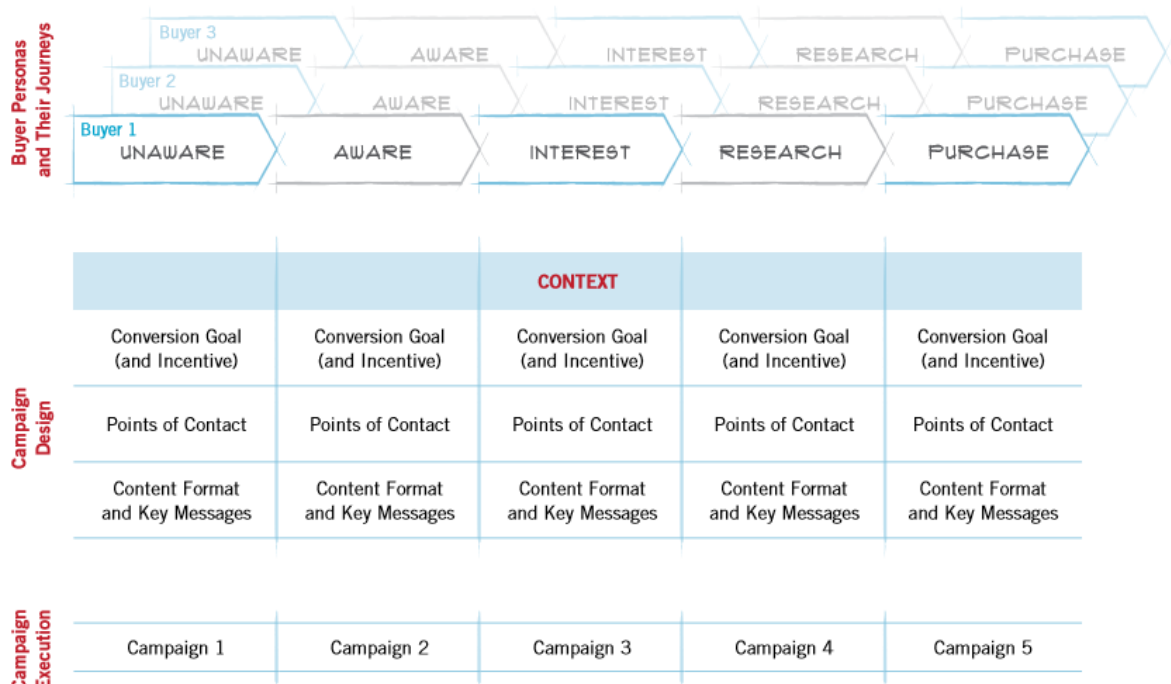 Buyer Personas
and Their Journeys
Buyer 3
UNAWARE AWARE INTEREST RESEARCH PURCHASE
Buyer 2
UNAWARE AWARE INTEREST RESEARCH PURCHASE
Buyer 1
UNAWARE AWARE INTEREST RESEARCH PURCHASE
Campaign
Design
CONTEXT
Conversion Goal Conversion Goal Conversion Goal Conversion Goal Conversion Goal
(and Incentive) (and Incentive) (and Incentive) (and Incentive) (and Incentive)
Points of Contact Points of Contact Points of Contact Points of Contact Points of Contact
Content Format Content Format Content Format Content Format Content Format
and Key Messages and Key Messages and Key Messages and Key Messages and Key Messages
Campaign
Execution
Campaign 1 Campaign 2 Campaign 3 Campaign 4 Campaign 5